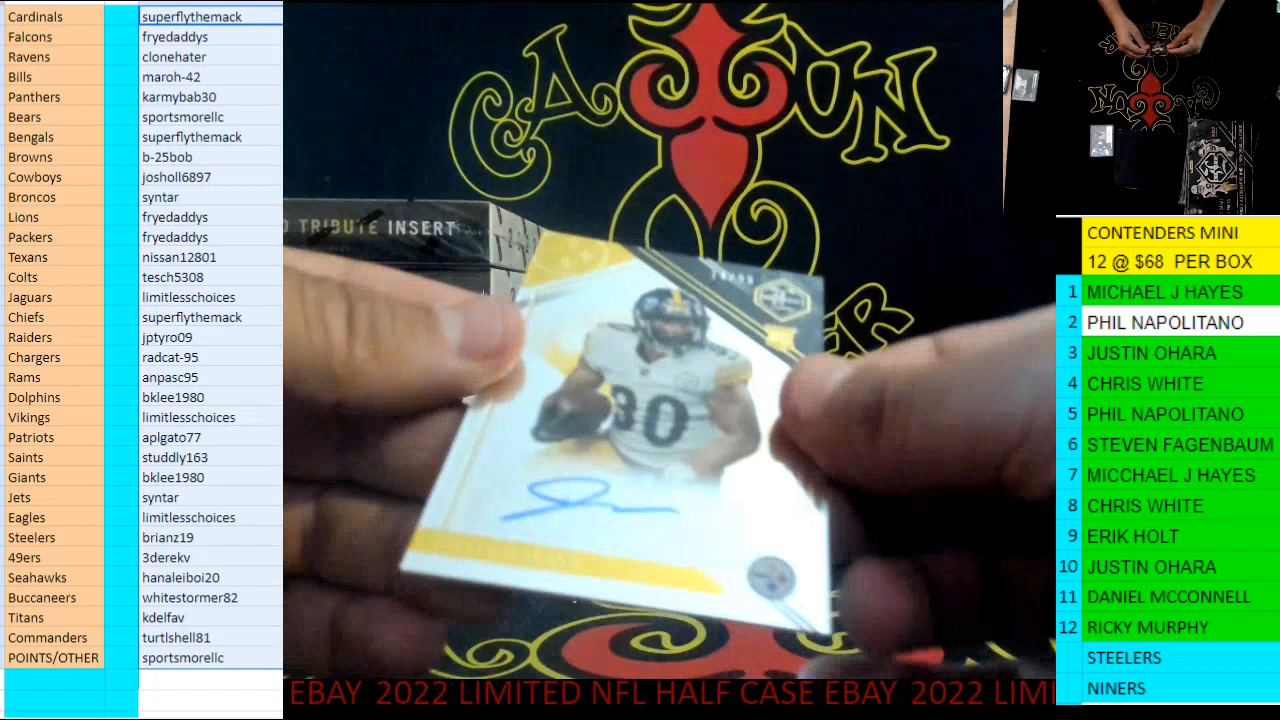 Cardinals superflythemack
Falcons fryedaddys
Ravens clonehater
Bills maroh-42
Panthers karmybab30
Bears sportsmorellc
Bengals superflythemack
Browns b-25bob
Cowboys josholl6897
Broncos syntar
Lions fryedaddys
Packers fryedaddys
Texans nissan12801
Colts tesch5308
Jaguars limitlesschoices
Chiefs superflythemack
Raiders jptyro09
Chargers radcat-95
Rams anpasc95
Dolphins bklee1980
Vikings limitlesschoices
Patriots aplgato77
Saints studdly163
Giants bklee1980
Jets syntar
Eagles limitlesschoices
Steelers brianz19
49ers 3derekv
Seahawks hanaleiboi20
Buccaneers whitestormer82
Titans kdelfav
Commanders turtlshell81
POINTS/OTHER sportsmorellc
TRIBUTE INSERT
30
CONTENDERS MINI
12 @ $68 PER BOX
1 MICHAEL J HAYES
2 PHIL NAPOLITANO
3 JUSTIN OHARA
4 CHRIS WHITE
5 PHIL NAPOLITANO
6 STEVEN FAGENBAUM
7 MICCHAEL J HAYES
8 CHRIS WHITE
9 ERIK HOLT
10 JUSTIN OHARA
11 DANIEL MCCONNELL
12 RICKY MURPHY
STEELERS
NINERS
EBAY 2022 LIMITED NFL HALF CASE EBAY 2022 LIMI